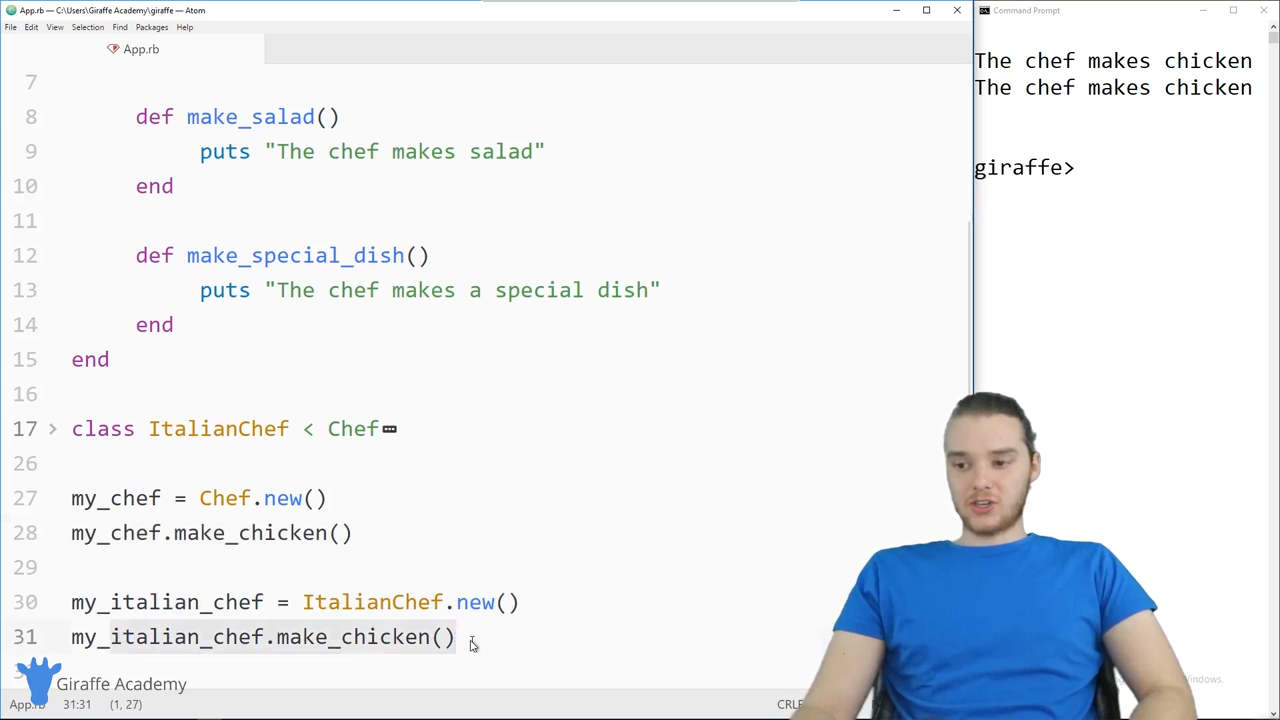 App.rb — C:\Users\Giraffe Academy\giraffe — Atom
File Edit View Selection Find Packages Help
App.rb
7
8 def make_salad()
9 puts "The chef makes salad"
10 end
11
12 def make_special_dish()
13 puts "The chef makes a special dish"
14 end
15 end
16
17 class ItalianChef < Chef
26
27 my_chef = Chef.new()
28 my_chef.make_chicken()
29
30 my_italian_chef = ItalianChef.new()
31 my_italian_chef.make_chicken()
Giraffe Academy
App.rb 31:31 (1, 27) CRLF
Command Prompt
The chef makes chicken
The chef makes chicken
giraffe>